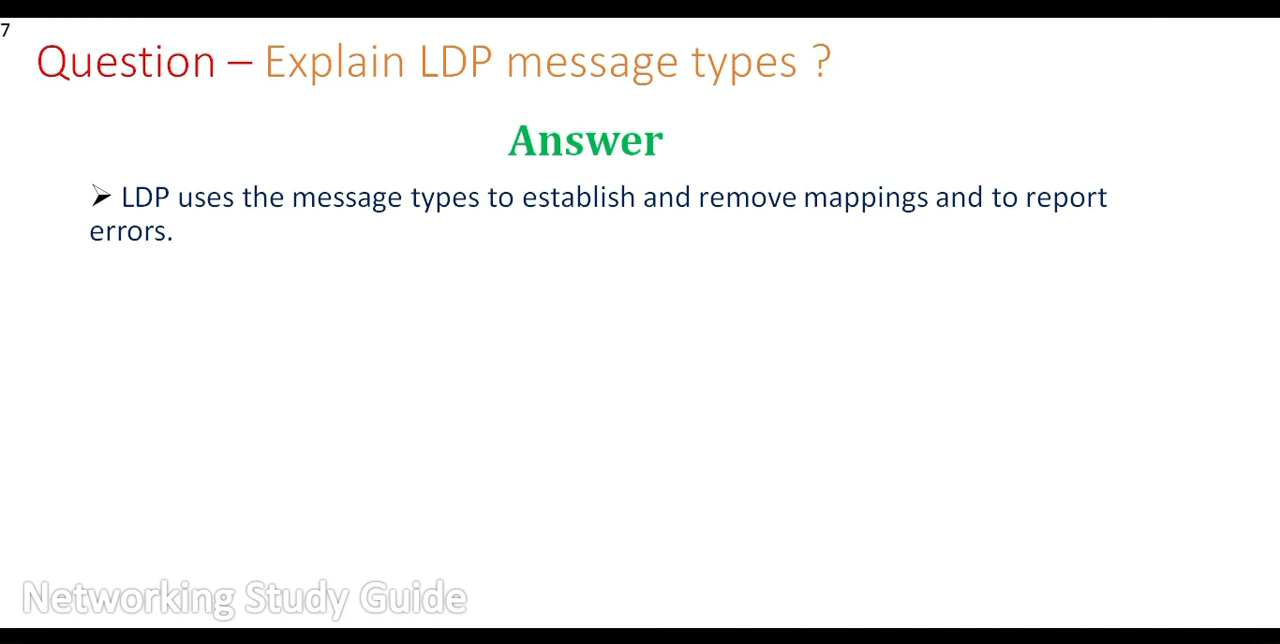 7
Question – Explain LDP message types ?
Answer
➢ LDP uses the message types to establish and remove mappings and to report
errors.
Networking Study Guide